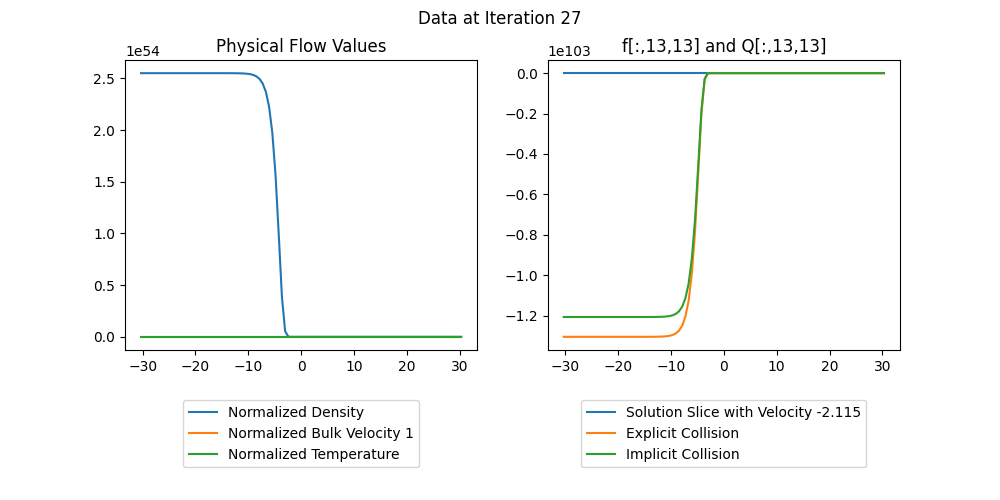 Data at Iteration 27
Physical Flow Values
1e54
2.5
2.0
1.5
1.0
0.5
0.0
−30 −20 −10 0 10 20 30
Normalized Density
Normalized Bulk Velocity 1
Normalized Temperature
f[:,13,13] and Q[:,13,13]
1e103
0.0
−0.2
−0.4
−0.6
−0.8
−1.0
−1.2
−30 −20 −10 0 10 20 30
Solution Slice with Velocity -2.115
Explicit Collision
Implicit Collision